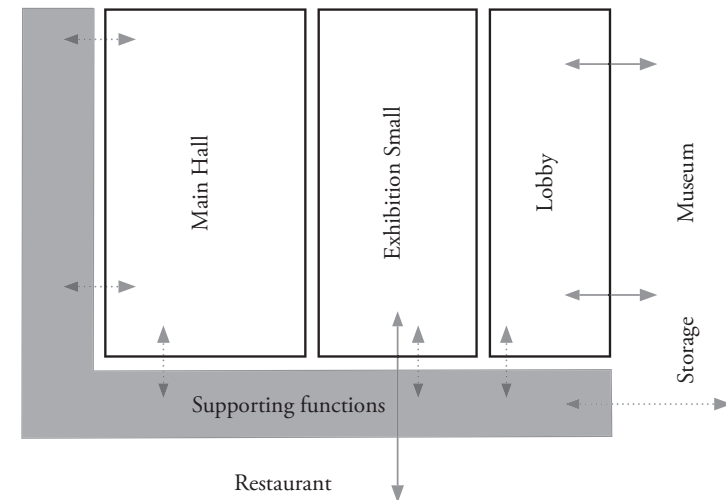 Main Hall
Exhibition Small
Lobby
Museum
Storage
Supporting functions
Restaurant